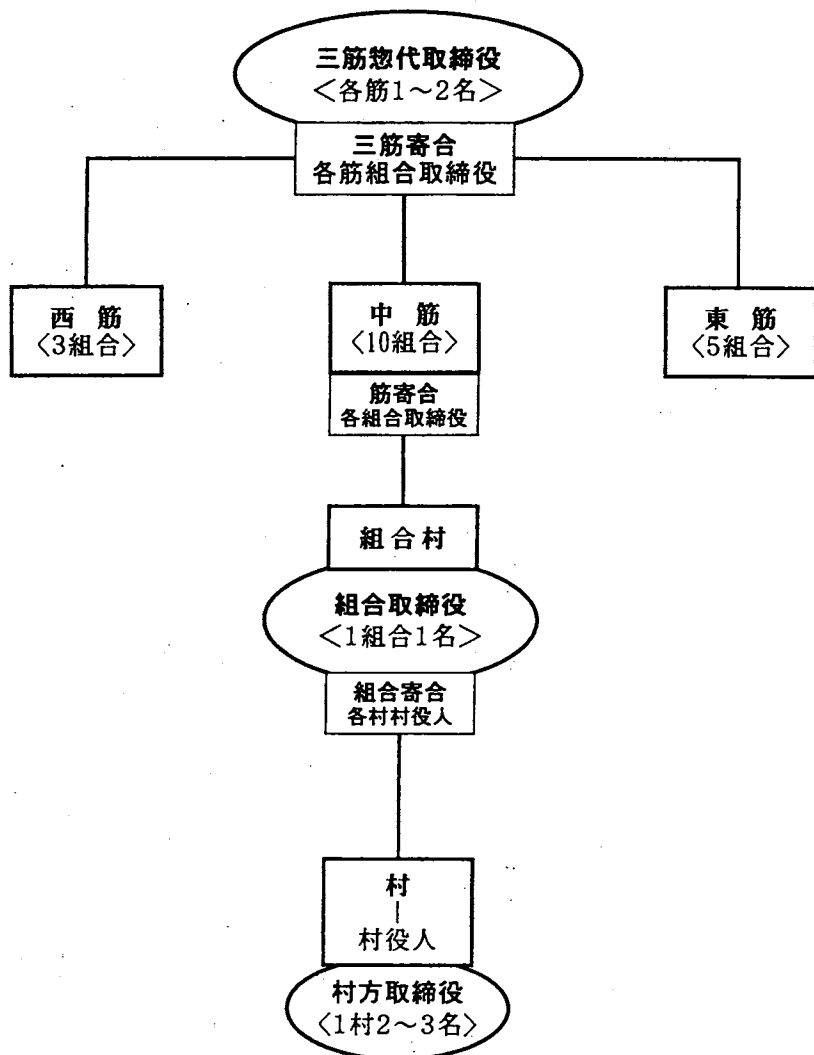 三筋惣代取締役
＜各筋1～2名＞
三筋寄合
各筋組合取締役
西 筋
〈3組合〉
中 筋
〈10組合〉
東 筋
〈5組合〉
筋寄合
各組合取締役
組合村
組合取締役
＜1組合1名＞
組合寄合
各村村役人
村
|
村役人
村方取締役
〈1村2～3名〉